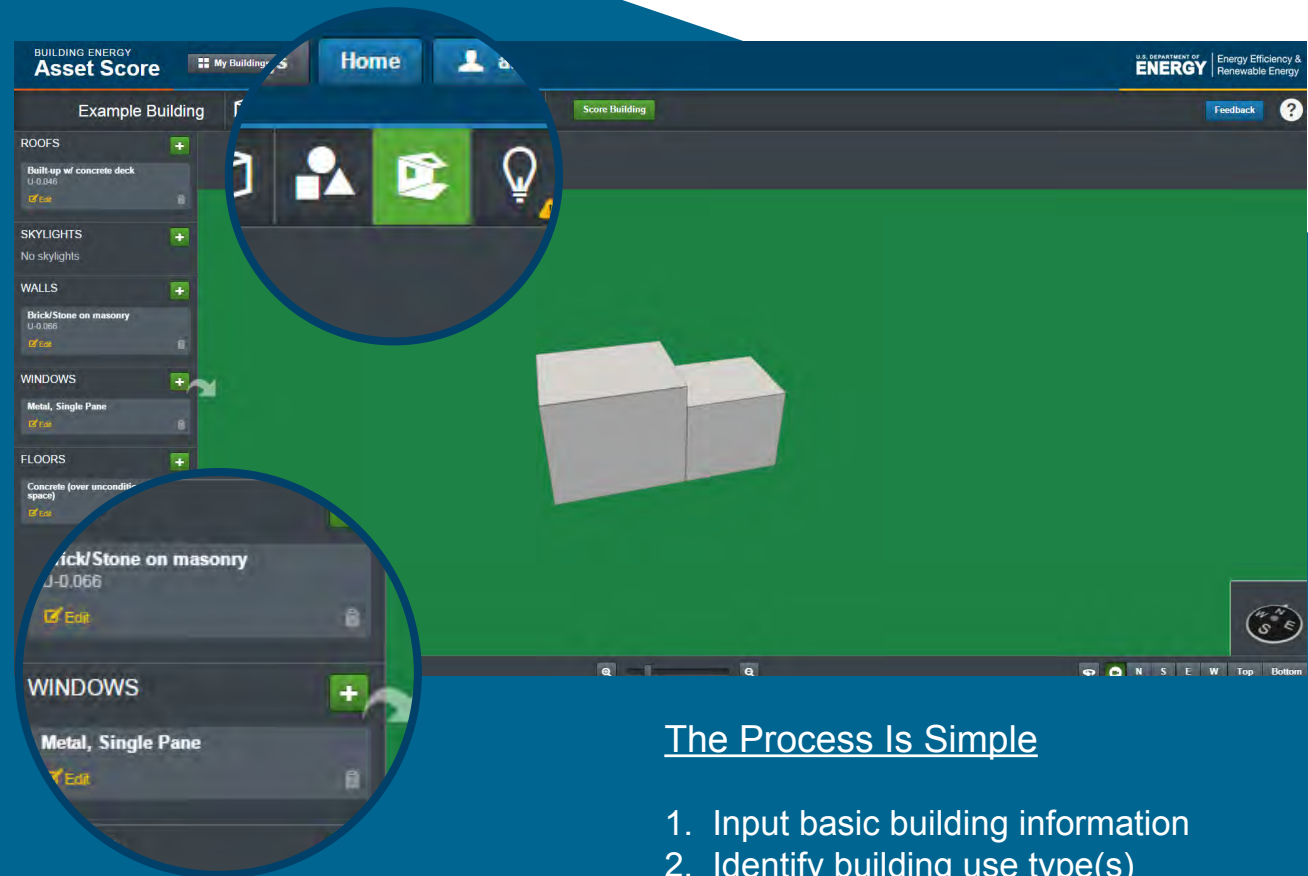 BUILDING ENERGY
Asset Score
My Buildings
Home
U.S. DEPARTMENT OF
ENERGY
Energy Efficiency &
Renewable Energy
Example Building
Score Building
Feedback
?
ROOFS
+
Built-up w/ concrete deck
U-0.046
Edit
SKYLIGHTS
+
No skylights
WALLS
+
Brick/Stone on masonry
U-0.066
Edit
WINDOWS
+
Metal, Single Pane
Edit
FLOORS
+
Concrete (over
space)
Edit
Brick/Stone on masonry
U-0.066
Edit
WINDOWS
+
Metal, Single Pane
Edit
W N
S E
N S E W Top Bottom
The Process Is Simple
1. Input basic building information
2. Identify building use type(s)